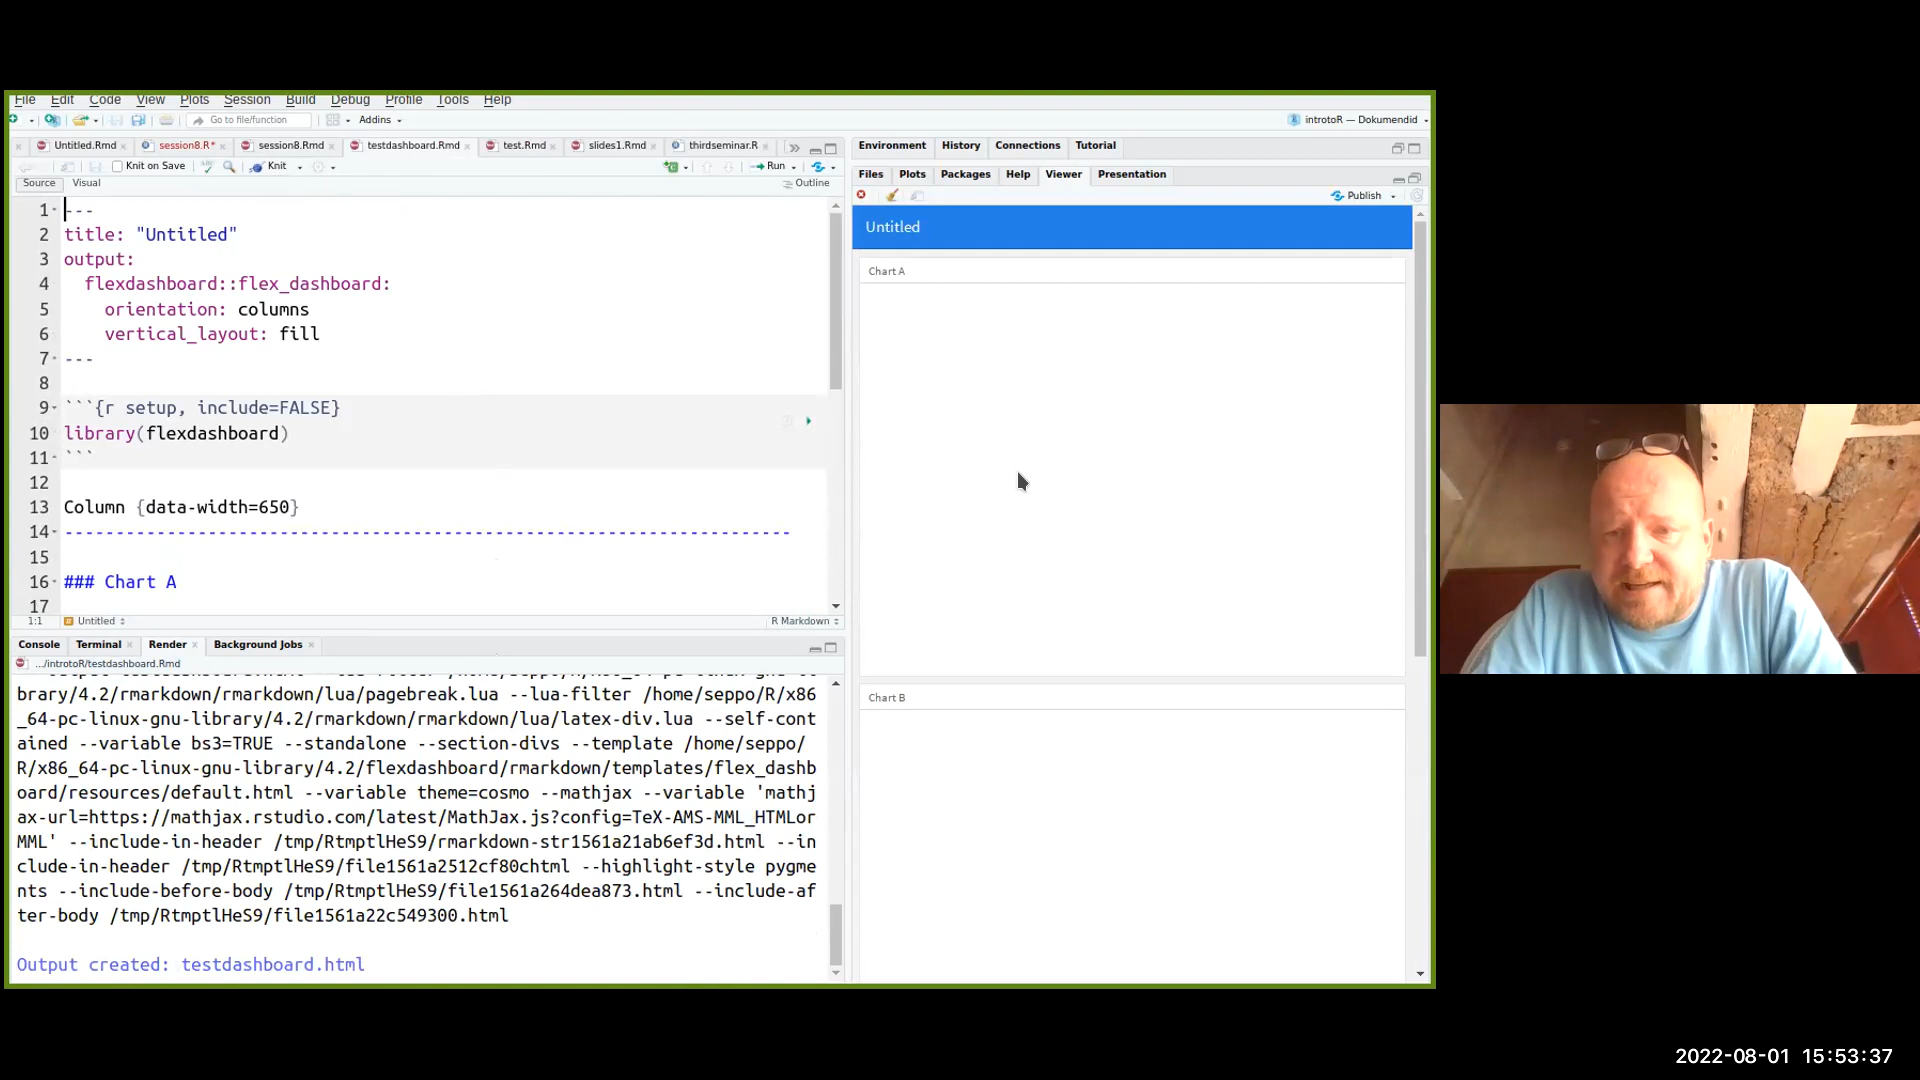 File Edit Code View Plots Session Build Debug Profile Tools Help
Go to file/function Addins introtoR — Dokumendid
Untitled.Rmd session8.R* session8.Rmd testdashboard.Rmd test.Rmd slides1.Rmd thirdseminar.R
Knit on Save Knit Run
Source Visual Outline
1 ---
2 title: "Untitled"
3 output:
4 flexdashboard::flex_dashboard:
5 orientation: columns
6 vertical_layout: fill
7 ---
8
9 ```{r setup, include=FALSE}
10 library(flexdashboard)
11 ```
12
13 Column {data-width=650}
14 -----------------------------------------------------------------------
15
16 ### Chart A
17
1:1 Untitled R Markdown
Console Terminal Render Background Jobs
.../introtoR/testdashboard.Rmd
brary/4.2/rmarkdown/rmarkdown/lua/pagebreak.lua --lua-filter /home/seppo/R/x86
_64-pc-linux-gnu-library/4.2/rmarkdown/rmarkdown/lua/latex-div.lua --self-cont
ained --variable bs3=TRUE --standalone --section-divs --template /home/seppo/
R/x86_64-pc-linux-gnu-library/4.2/flexdashboard/rmarkdown/templates/flex_dashb
oard/resources/default.html --variable theme=cosmo --mathjax --variable 'mathj
ax-url=https://mathjax.rstudio.com/latest/MathJax.js?config=TeX-AMS-MML_HTMLor
MML' --include-in-header /tmp/RtmptlHeS9/rmarkdown-str1561a21ab6ef3d.html --in
clude-in-header /tmp/RtmptlHeS9/file1561a2512cf80chtml --highlight-style pygme
nts --include-before-body /tmp/RtmptlHeS9/file1561a264dea873.html --include-af
ter-body /tmp/RtmptlHeS9/file1561a22c549300.html
Output created: testdashboard.html
Environment History Connections Tutorial
Files Plots Packages Help Viewer Presentation
Publish
Untitled
Chart A
Chart B
2022-08-01 15:53:37